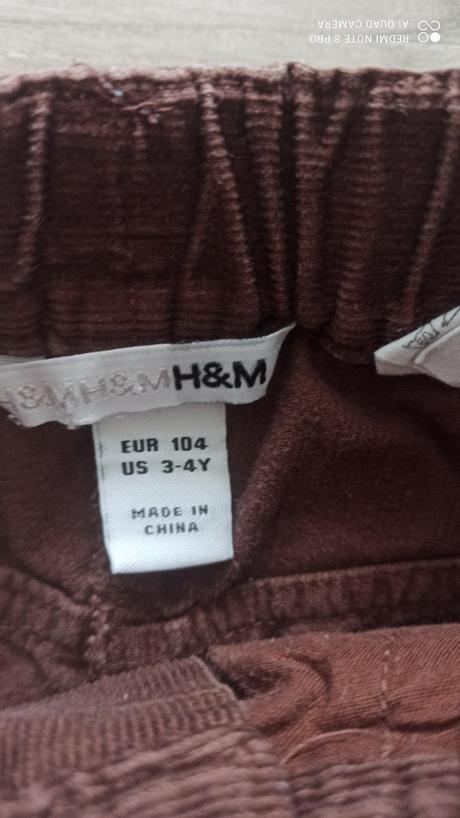 REDMI NOTE 8 PRO
AI QUAD CAMERA
H&MH&MH&M
EUR 104
US 3-4Y
MADE IN
CHINA